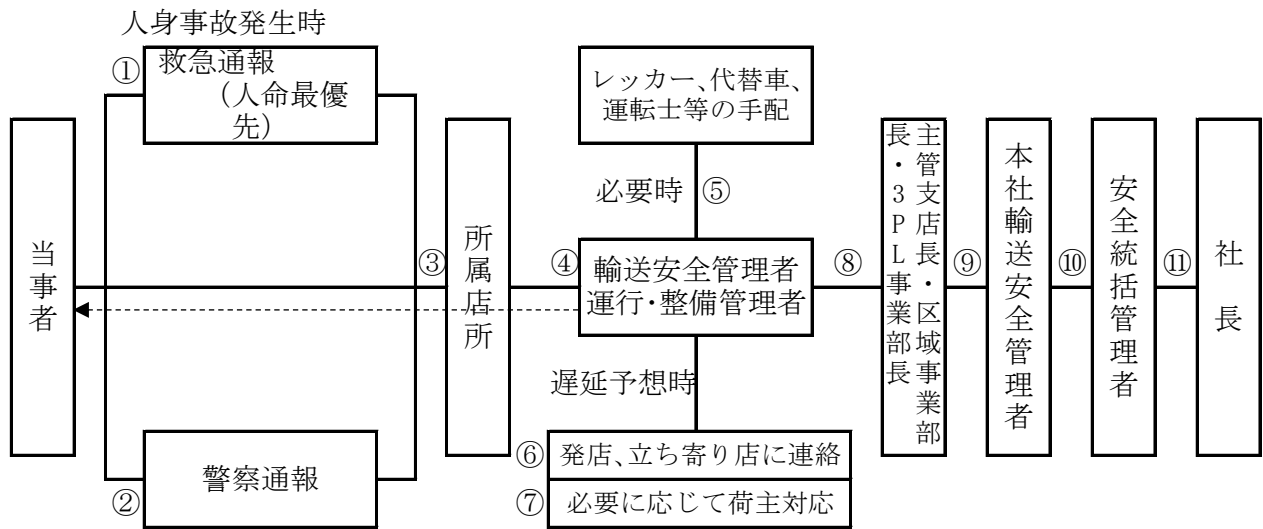 人身事故発生時
①
救急通報
(人命最優
先)
レッカー、代替車、
運転士等の手配
必要時
⑤
当事者
③
所属店所
④
輸送安全管理者
運行・整備管理者
⑧
主管支店長・区域事業部
長・3PL事業部長
⑨
本社輸送安全管理者
⑩
安全統括管理者
⑪
社長
遅延予想時
②
警察通報
⑥
発店、立ち寄り店に連絡
⑦
必要に応じて荷主対応